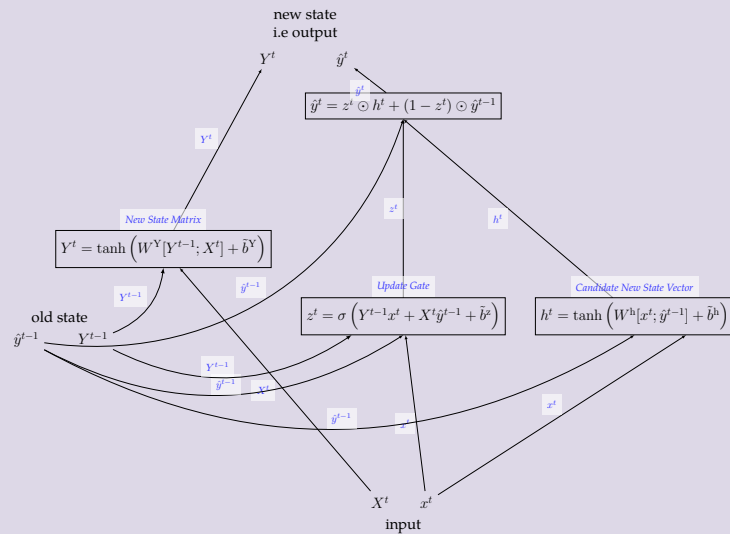 new state
i.e output
Y^t ŷ^t
ŷ^t
ŷ^t = z^t ⊙ h^t + (1 − z^t) ⊙ ŷ^{t−1}
Y^t
z^t
h^t
New State Matrix
Y^t = tanh (W^Y[Y^{t−1}; X^t] + b̃^Y)
Y^{t−1}
ŷ^{t−1}
Update Gate
z^t = σ (Y^{t−1}x^t + X^tŷ^{t−1} + b̃^z)
Candidate New State Vector
h^t = tanh (W^h[x^t; ŷ^{t−1}] + b̃^h)
old state
ŷ^{t−1} Y^{t−1}
Y^{t−1}
ŷ^{t−1}
X^t
ŷ^{t−1}
x^t
x^t
X^t x^t
input